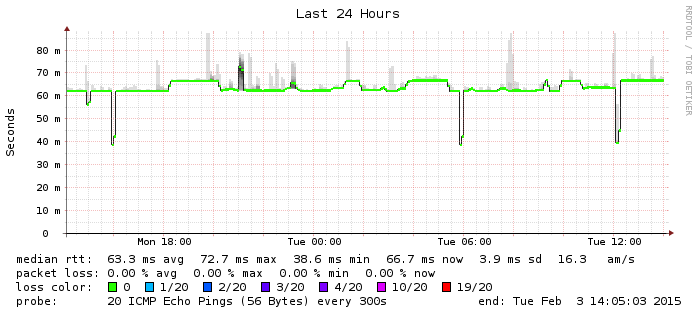 Last 24 Hours
RRDTOOL / TOBI OETIKER
Seconds
80 m
70 m
60 m
50 m
40 m
30 m
20 m
10 m
0
Mon 18:00 Tue 00:00 Tue 06:00 Tue 12:00
median rtt: 63.3 ms avg 72.7 ms max 38.6 ms min 66.7 ms now 3.9 ms sd 16.3 am/s
packet loss: 0.00 % avg 0.00 % max 0.00 % min 0.00 % now
loss color: 0 1/20 2/20 3/20 4/20 10/20 19/20
probe: 20 ICMP Echo Pings (56 Bytes) every 300s end: Tue Feb 3 14:05:03 2015